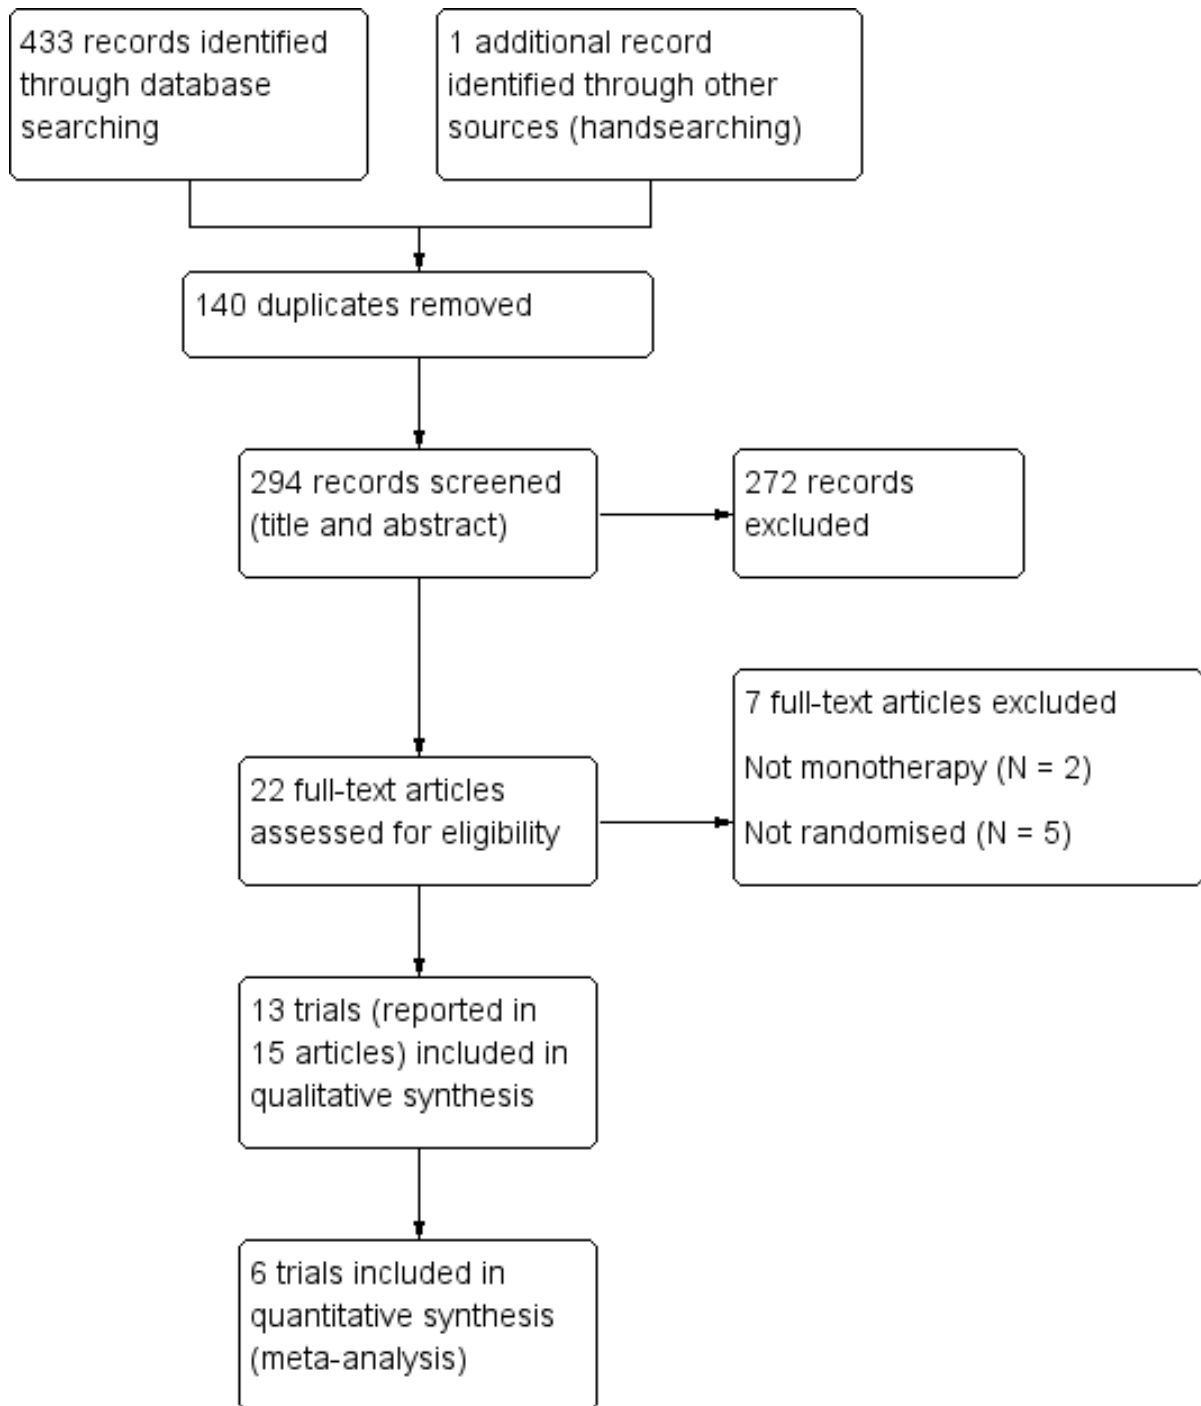 433 records identified
through database
searching
1 additional record
identified through other
sources (handsearching)
140 duplicates removed
294 records screened
(title and abstract)
272 records
excluded
7 full-text articles excluded
Not monotherapy (N = 2)
Not randomised (N = 5)
22 full-text articles
assessed for eligibility
13 trials (reported in
15 articles) included in
qualitative synthesis
6 trials included in
quantitative synthesis
(meta-analysis)